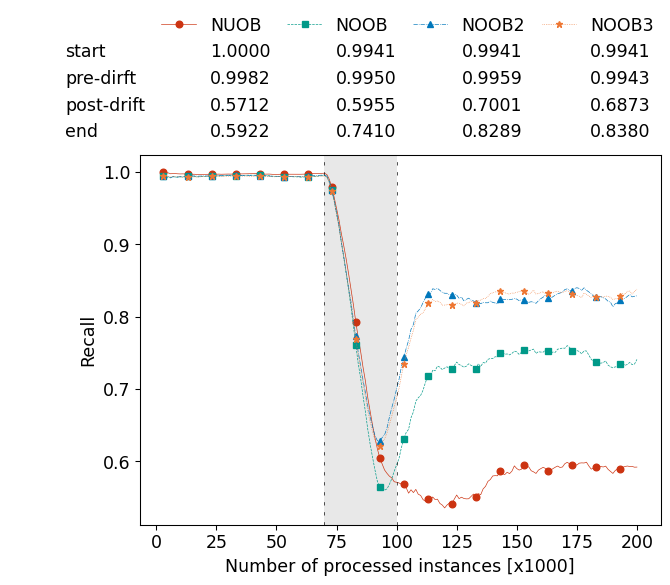 NUOB NOOB NOOB2 NOOB3
start 1.0000 0.9941 0.9941 0.9941
pre-dirft 0.9982 0.9950 0.9959 0.9943
post-drift 0.5712 0.5955 0.7001 0.6873
end 0.5922 0.7410 0.8289 0.8380
1.0
0.9
0.8
0.7
0.6
Recall
0 25 50 75 100 125 150 175 200
Number of processed instances [x1000]